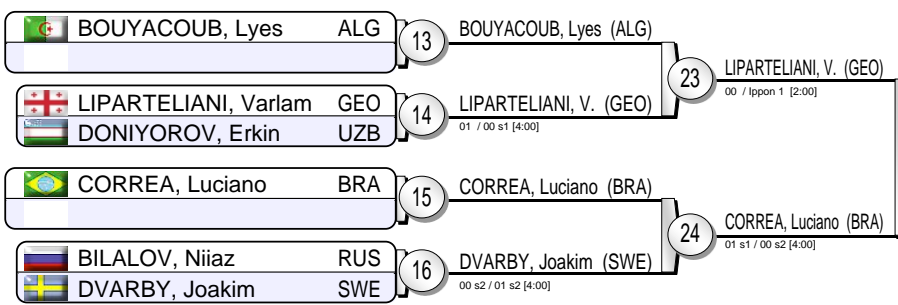 BOUYACOUB, Lyes ALG
13
BOUYACOUB, Lyes (ALG)
23
LIPARTELIANI, V. (GEO)
00 / Ippon 1 [2:00]
LIPARTELIANI, Varlam GEO
DONIYOROV, Erkin UZB
14
LIPARTELIANI, V. (GEO)
01 / 00 s1 [4:00]
CORREA, Luciano BRA
15
CORREA, Luciano (BRA)
24
CORREA, Luciano (BRA)
01 s1 / 00 s2 [4:00]
BILALOV, Niiaz RUS
DVARBY, Joakim SWE
16
DVARBY, Joakim (SWE)
00 s2 / 01 s2 [4:00]